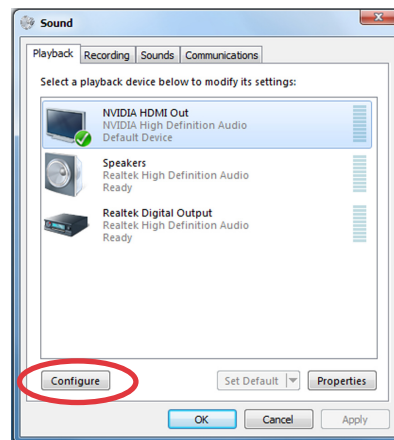 Sound
Playback Recording Sounds Communications
Select a playback device below to modify its settings:
NVIDIA HDMI Out
NVIDIA High Definition Audio
Default Device
Speakers
Realtek High Definition Audio
Ready
Realtek Digital Output
Realtek High Definition Audio
Ready
Configure Set Default Properties
OK Cancel Apply